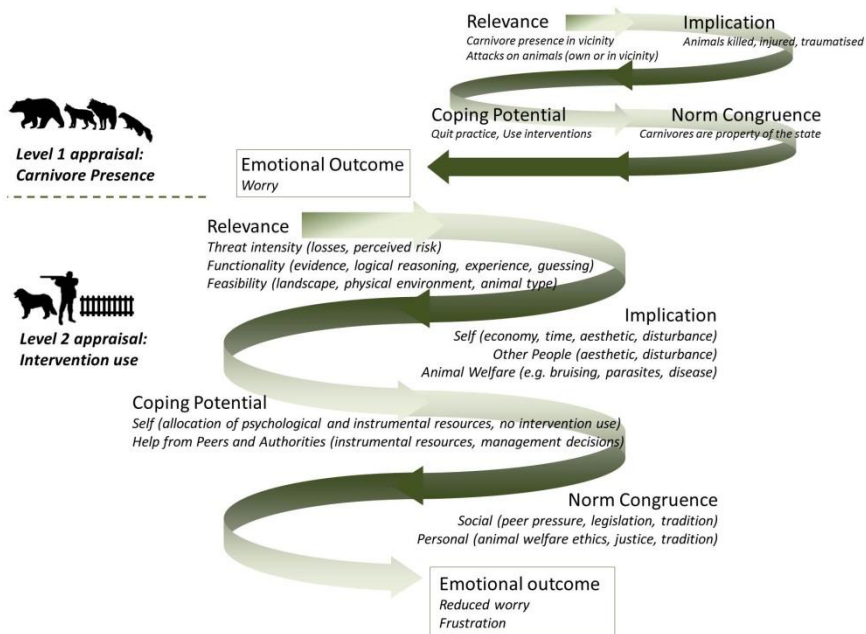 Relevance
Carnivore presence in vicinity
Attacks on animals (own or in vicinity)
Implication
Animals killed, injured, traumatised
Coping Potential
Quit practice, Use interventions
Norm Congruence
Carnivores are property of the state
Level 1 appraisal:
Carnivore Presence
Emotional Outcome
Worry
Relevance
Threat intensity (losses, perceived risk)
Functionality (evidence, logical reasoning, experience, guessing)
Feasibility (landscape, physical environment, animal type)
Level 2 appraisal:
Intervention use
Implication
Self (economy, time, aesthetic, disturbance)
Other People (aesthetic, disturbance)
Animal Welfare (e.g. bruising, parasites, disease)
Coping Potential
Self (allocation of psychological and instrumental resources, no intervention use)
Help from Peers and Authorities (instrumental resources, management decisions)
Norm Congruence
Social (peer pressure, legislation, tradition)
Personal (animal welfare ethics, justice, tradition)
Emotional outcome
Reduced worry
Frustration